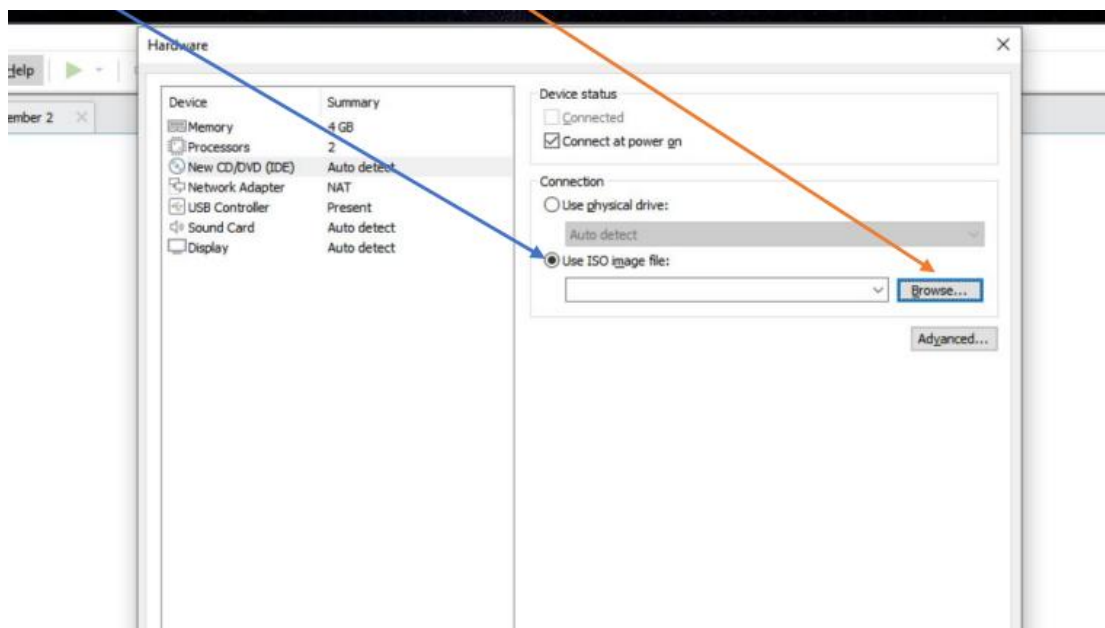 Hardware
Help
ember 2
Device Summary
Memory 4 GB
Processors 2
New CD/DVD (IDE) Auto detect
Network Adapter NAT
USB Controller Present
Sound Card Auto detect
Display Auto detect
Device status
Connected
Connect at power on
Connection
Use physical drive:
Auto detect
Use ISO image file:
Browse...
Advanced...